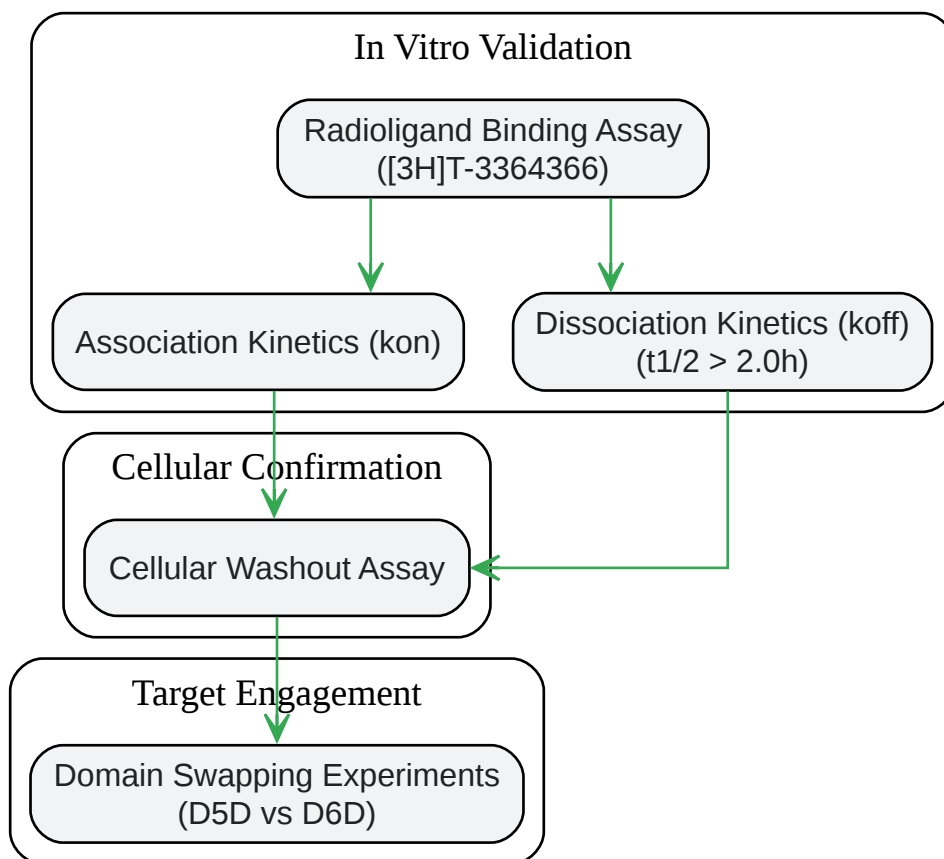 In Vitro Validation
Radioligand Binding Assay
([3H]T-3364366)
Association Kinetics (kon)
Dissociation Kinetics (koff)
(t1/2 > 2.0h)
Cellular Confirmation
Cellular Washout Assay
Target Engagement
Domain Swapping Experiments
(D5D vs D6D)